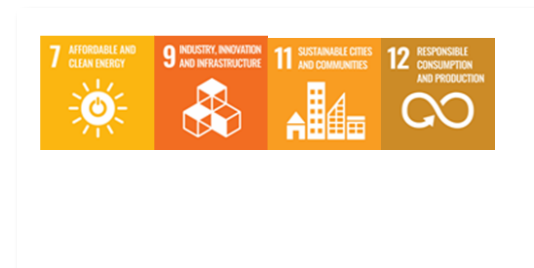 7 AFFORDABLE AND
CLEAN ENERGY
9 INDUSTRY, INNOVATION
AND INFRASTRUCTURE
11 SUSTAINABLE CITIES
AND COMMUNITIES
12 RESPONSIBLE
CONSUMPTION
AND PRODUCTION